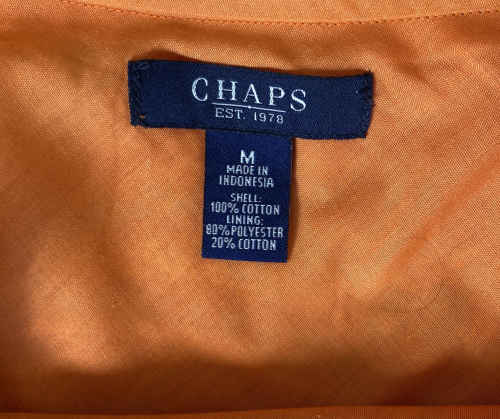 CHAPS
EST. 1978
M
MADE IN
INDONESIA
SHELL:
100% COTTON
LINING:
80% POLYESTER
20% COTTON